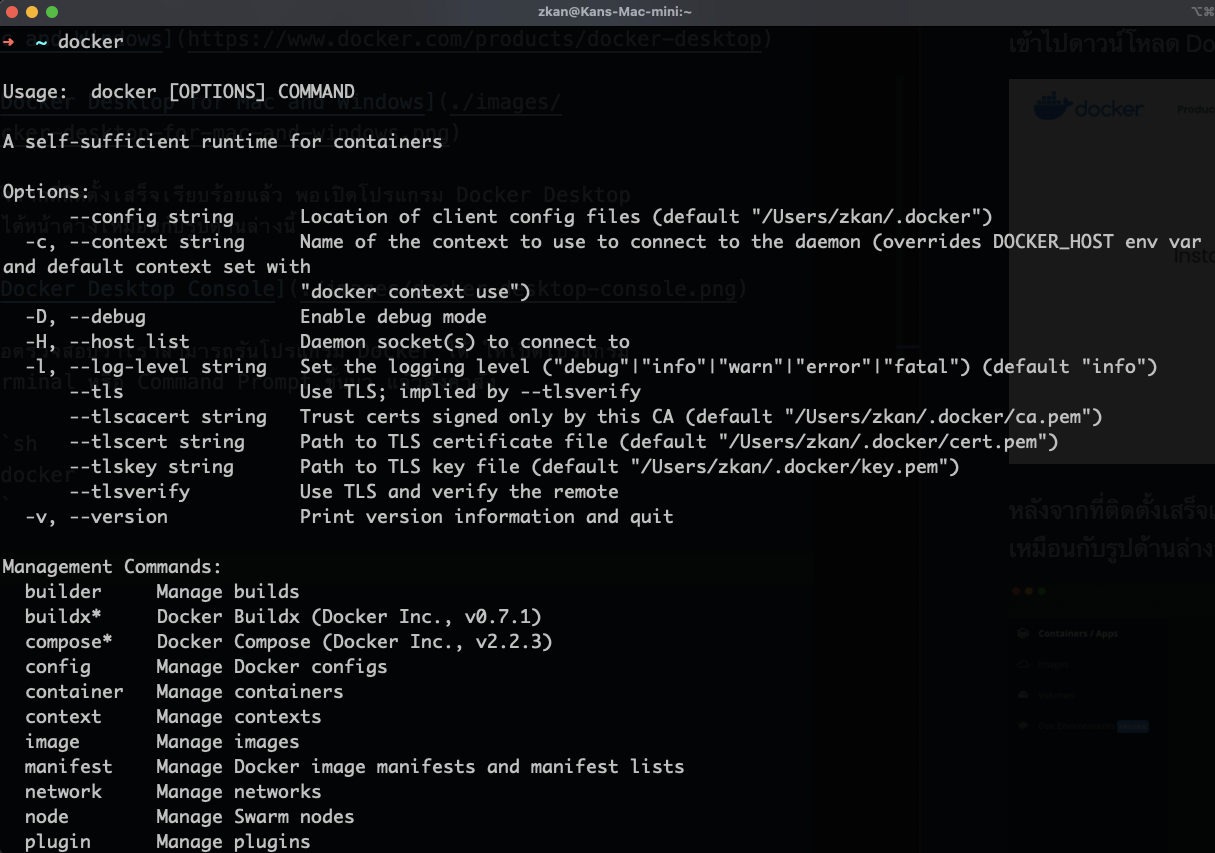 zkan@Kans-Mac-mini:~
➜ ~ docker
Usage:  docker [OPTIONS] COMMAND
A self-sufficient runtime for containers
Options:
      --config string      Location of client config files (default "/Users/zkan/.docker")
  -c, --context string     Name of the context to use to connect to the daemon (overrides DOCKER_HOST env var
and default context set with
                           "docker context use")
  -D, --debug              Enable debug mode
  -H, --host list          Daemon socket(s) to connect to
  -l, --log-level string   Set the logging level ("debug"|"info"|"warn"|"error"|"fatal") (default "info")
      --tls                Use TLS; implied by --tlsverify
      --tlscacert string   Trust certs signed only by this CA (default "/Users/zkan/.docker/ca.pem")
      --tlscert string     Path to TLS certificate file (default "/Users/zkan/.docker/cert.pem")
      --tlskey string      Path to TLS key file (default "/Users/zkan/.docker/key.pem")
      --tlsverify          Use TLS and verify the remote
  -v, --version            Print version information and quit
Management Commands:
  builder     Manage builds
  buildx*     Docker Buildx (Docker Inc., v0.7.1)
  compose*    Docker Compose (Docker Inc., v2.2.3)
  config      Manage Docker configs
  container   Manage containers
  context     Manage contexts
  image       Manage images
  manifest    Manage Docker image manifests and manifest lists
  network     Manage networks
  node        Manage Swarm nodes
  plugin      Manage plugins
เข้าไปดาวน์โหลด Do
docker
หลังจากที่ติดตั้งเสร็จเ
เหมือนกับรูปด้านล่าง
Containers / Apps